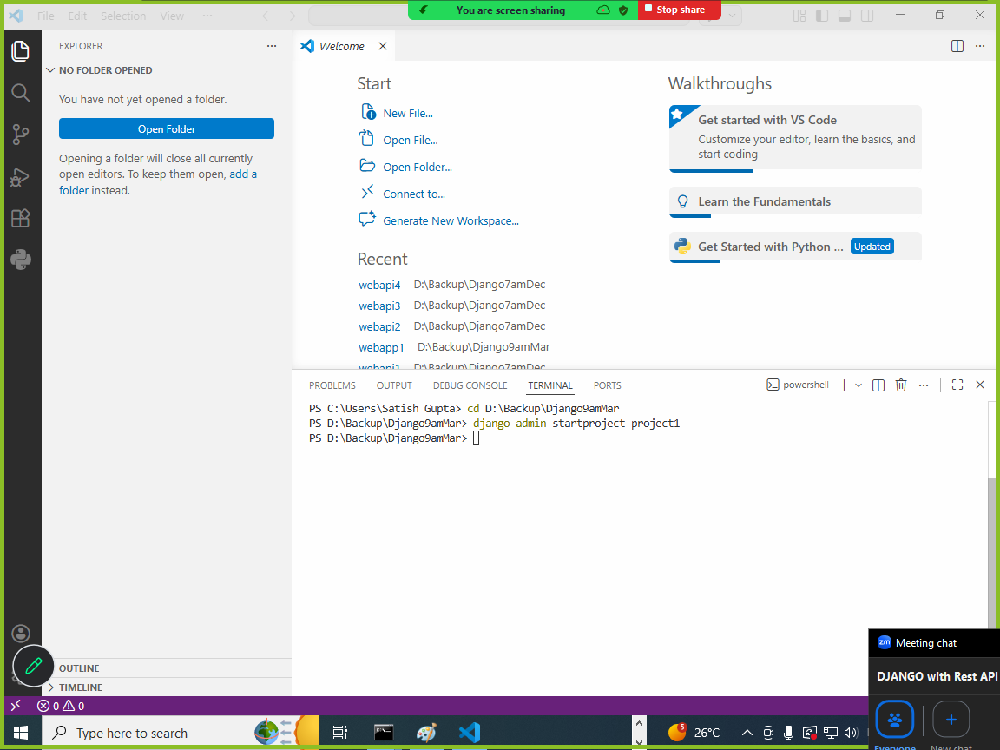 File Edit Selection View ...
You are screen sharing
Stop share
EXPLORER
NO FOLDER OPENED
You have not yet opened a folder.
Open Folder
Opening a folder will close all currently
open editors. To keep them open, add a
folder instead.
OUTLINE
TIMELINE
Welcome
Start
New File...
Open File...
Open Folder...
Connect to...
Generate New Workspace...
Recent
webapi4 D:\Backup\Django7amDec
webapi3 D:\Backup\Django7amDec
webapi2 D:\Backup\Django7amDec
webapp1 D:\Backup\Django9amMar
webapi1 D:\Backup\Django7amDec
Walkthroughs
Get started with VS Code
Customize your editor, learn the basics, and
start coding
Learn the Fundamentals
Get Started with Python ... Updated
PROBLEMS OUTPUT DEBUG CONSOLE TERMINAL PORTS
powershell
PS C:\Users\Satish Gupta> cd D:\Backup\Django9amMar
PS D:\Backup\Django9amMar> django-admin startproject project1
PS D:\Backup\Django9amMar>
zm Meeting chat
DJANGO with Rest API
Everyone New chat
0 0
Type here to search
5
26°C